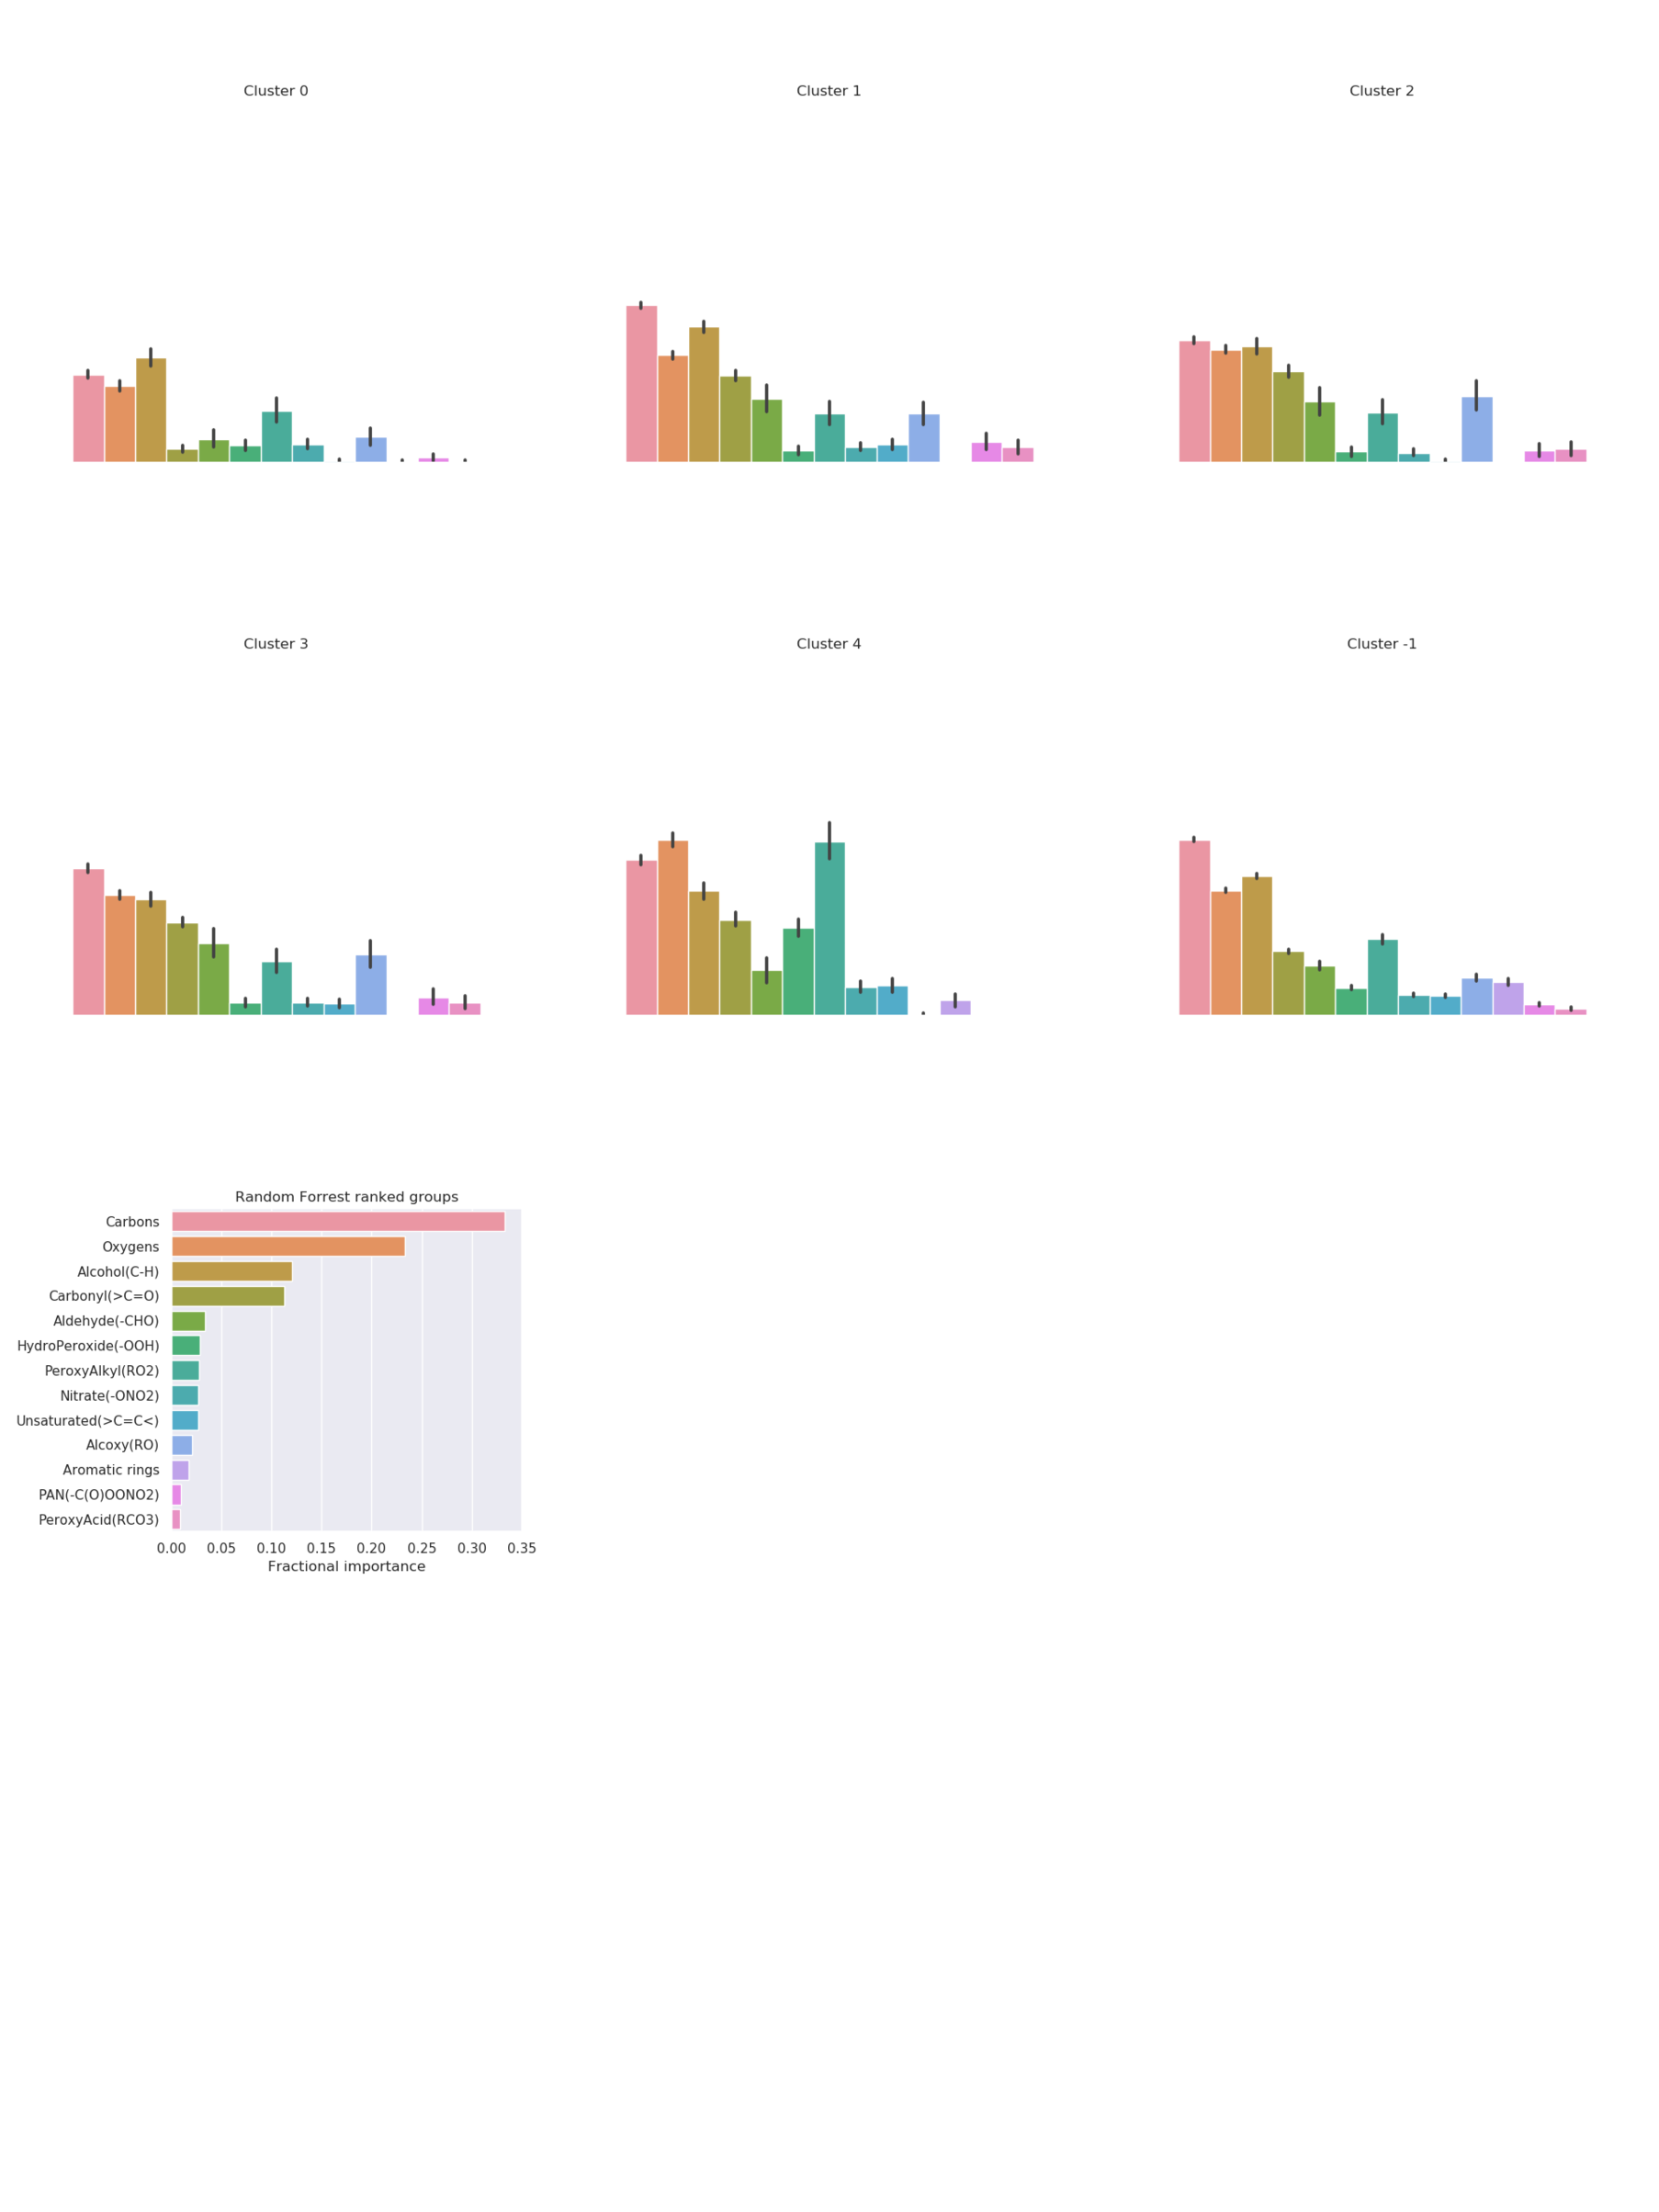 Cluster 0
Cluster 1
Cluster 2
Cluster 3
Cluster 4
Cluster -1
Random Forrest ranked groups
Carbons
Oxygens
Alcohol(C-H)
Carbonyl(>C=O)
Aldehyde(-CHO)
HydroPeroxide(-OOH)
PeroxyAlkyl(RO2)
Nitrate(-ONO2)
Unsaturated(>C=C<)
Alcoxy(RO)
Aromatic rings
PAN(-C(O)OONO2)
PeroxyAcid(RCO3)
0.00 0.05 0.10 0.15 0.20 0.25 0.30 0.35
Fractional importance